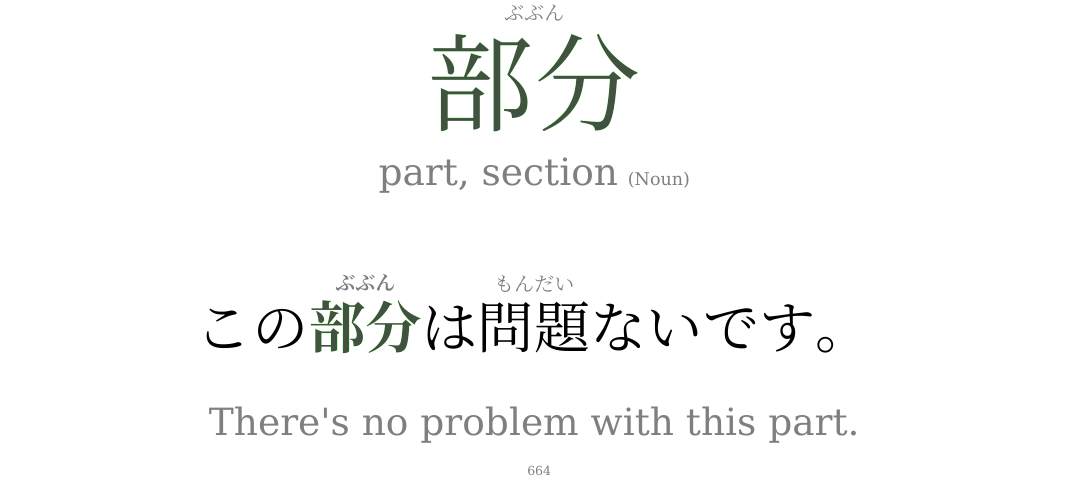 ぶぶん
部分
part, section (Noun)
ぶぶん もんだい
この部分は問題ないです。
There's no problem with this part.
664